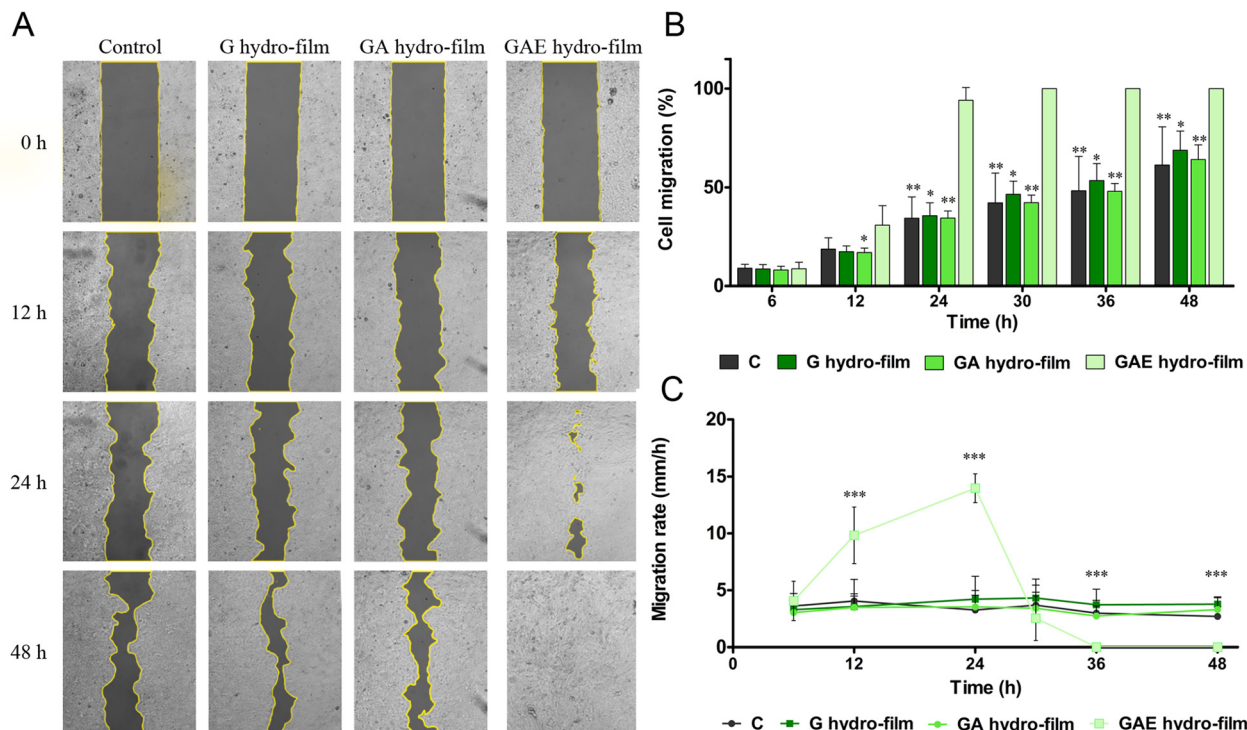 A
Control G hydro-film GA hydro-film GAE hydro-film
0 h
12 h
24 h
48 h
B
Cell migration (%)
100
50
0
** * ** ** * ** ** * ** ** * **
*
6 12 24 30 36 48
Time (h)
C G hydro-film GA hydro-film GAE hydro-film
C
Migration rate (mm/h)
20
15
10
5
0
*** *** *** ***
0 12 24 36 48
Time (h)
C G hydro-film GA hydro-film GAE hydro-film